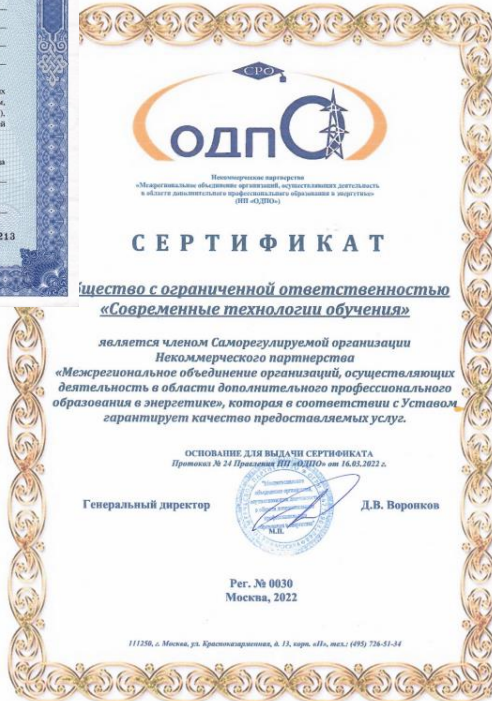 213
СРО
ОДПО
Некоммерческое партнерство
«Межрегиональное объединение организаций, осуществляющих деятельность
в области дополнительного профессионального образования в энергетике»
(НП «ОДПО»)
СЕРТИФИКАТ
щество с ограниченной ответственностью
«Современные технологии обучения»
является членом Саморегулируемой организации
Некоммерческого партнерства
«Межрегиональное объединение организаций, осуществляющих
деятельность в области дополнительного профессионального
образования в энергетике», которая в соответствии с Уставом
гарантирует качество предоставляемых услуг.
ОСНОВАНИЕ ДЛЯ ВЫДАЧИ СЕРТИФИКАТА
Протокол № 24 Правления НП «ОДПО» от 16.03.2022 г.
Генеральный директор Д.В. Воронков
М.П.
Рег. № 0030
Москва, 2022
111250, г. Москва, ул. Красноказарменная, д. 13, корп. «П», тел.: (495) 726-51-34